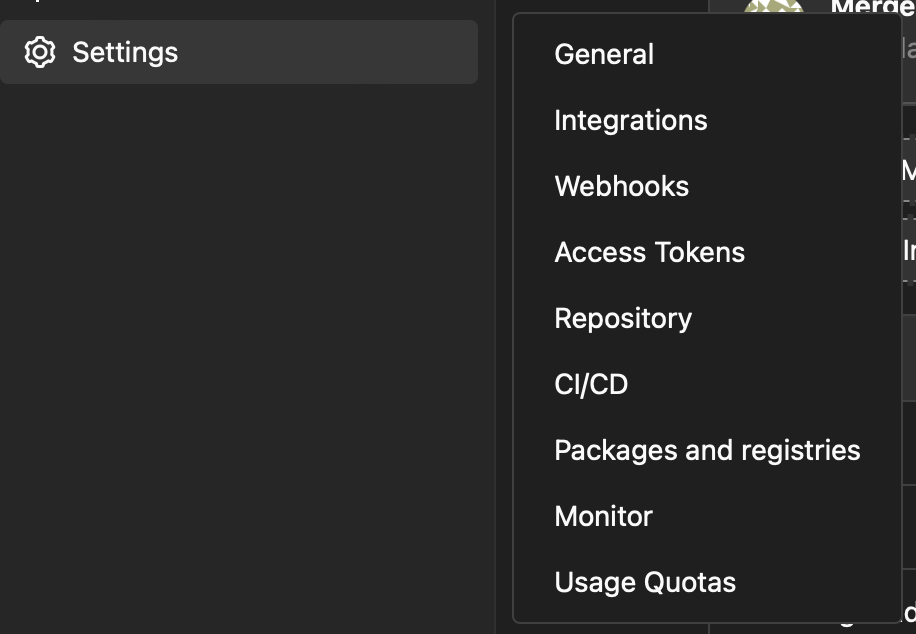 Settings
General
Integrations
Webhooks
Access Tokens
Repository
CI/CD
Packages and registries
Monitor
Usage Quotas